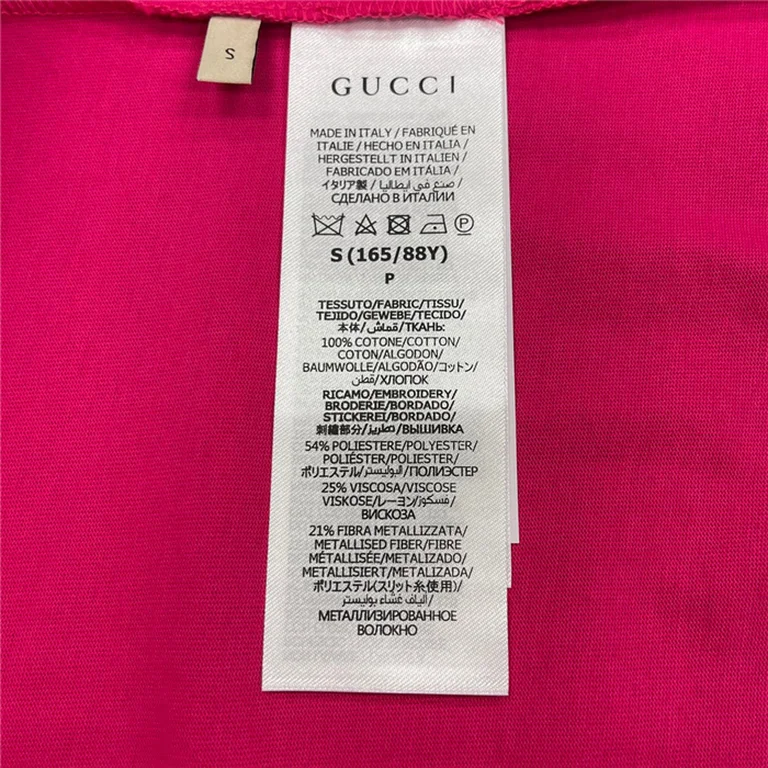 S
GUCCI
MADE IN ITALY / FABRIQUÉ EN
ITALIE / HECHO EN ITALIA /
HERGESTELLT IN ITALIEN /
FABRICADO EM ITÁLIA /
イタリア製 / صنع في ايطاليا /
СДЕЛАНО В ИТАЛИИ
P
S (165/88Y)
P
TESSUTO/FABRIC/TISSU/
TEJIDO/GEWEBE/TECIDO/
本体/قماش/ТКАНЬ:
100% COTONE/COTTON/
COTON/ALGODON/
BAUMWOLLE/ALGODÃO/コットン/
قطن/ХЛОПОК
RICAMO/EMBROIDERY/
BRODERIE/BORDADO/
STICKEREI/BORDADO/
刺繍部分/تطريز/ВЫШИВКА
54% POLIESTERE/POLYESTER/
POLIÉSTER/POLYESTER/
ポリエステル/البوليستر/ПОЛИЭСТЕР
25% VISCOSA/VISCOSE
VISKOSE/レーヨン/فسكوز/
ВИСКОЗА
21% FIBRA METALLIZZATA/
METALLISED FIBER/FIBRE
MÉTALLISÉE/METALIZADO/
METALLISIERT/METALIZADA/
ポリエステル(スリット糸使用)/
الياف غشاء بوليستر/
МЕТАЛЛИЗИРОВАННОЕ
ВОЛОКНО